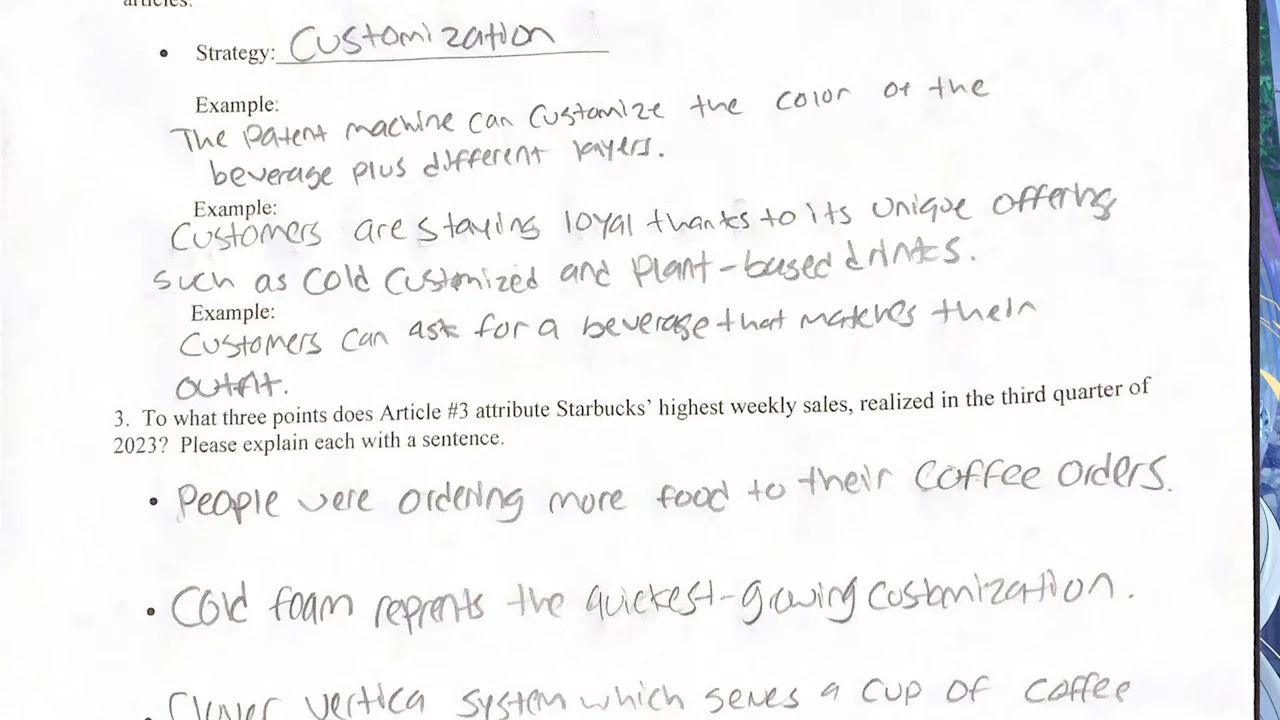 articles.
• Strategy: Customization
Example:
The Patent machine can customize the color of the
beverage plus different layers.
Example:
Customers are staying loyal thanks to its unique offering
such as cold customized and plant-based drinks.
Example:
Customers can ask for a beverage that matches their
outfit.
3. To what three points does Article #3 attribute Starbucks’ highest weekly sales, realized in the third quarter of
2023? Please explain each with a sentence.
• People were ordering more food to their coffee orders.
• Cold foam reprents the quickest-growing customization.
• Clover vertica system which serves a cup of coffee